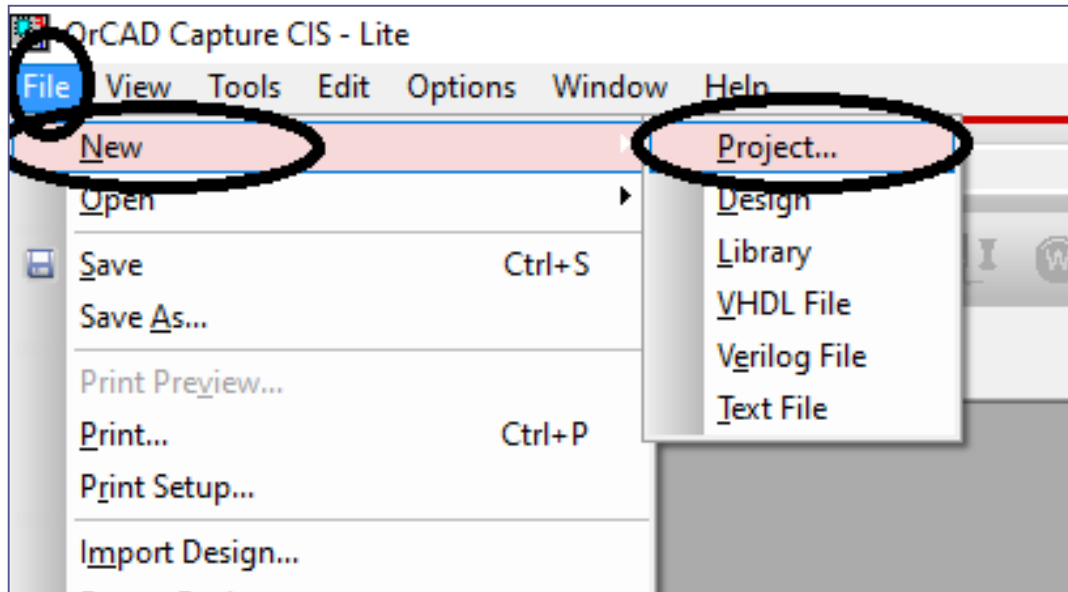 OrCAD Capture CIS - Lite
File View Tools Edit Options Window Help
New
Open
Save Ctrl+S
Save As...
Print Preview...
Print... Ctrl+P
Print Setup...
Import Design...
Project...
Design
Library
VHDL File
Verilog File
Text File
W